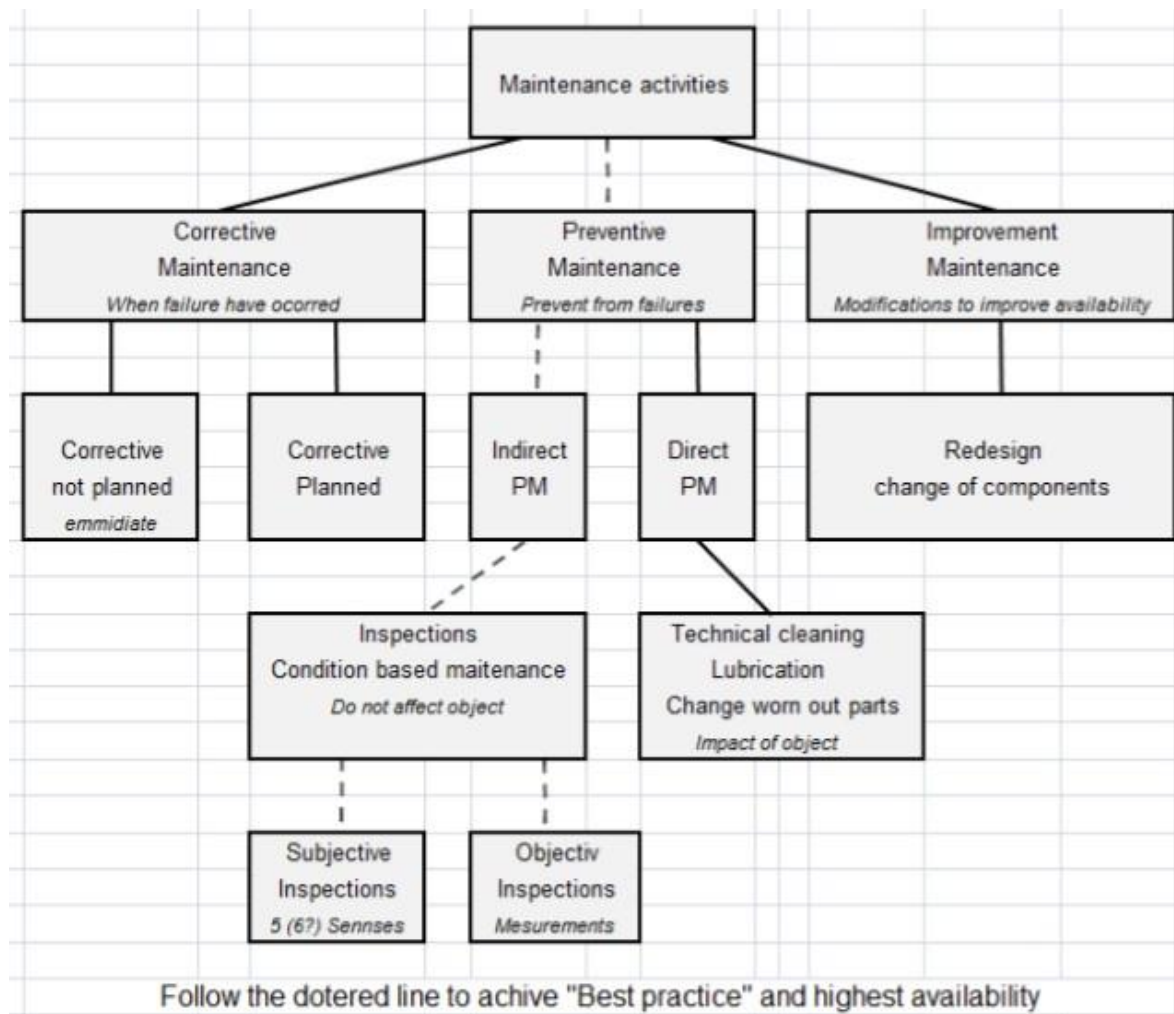 Maintenance activities
Corrective
Maintenance
When failure have ocorred
Preventive
Maintenance
Prevent from failures
Improvement
Maintenance
Modifications to improve availability
Corrective
not planned
emmidiate
Corrective
Planned
Indirect
PM
Direct
PM
Redesign
change of components
Inspections
Condition based maitenance
Do not affect object
Technical cleaning
Lubrication
Change worn out parts
Impact of object
Subjective
Inspections
5 (6?) Sennses
Objectiv
Inspections
Mesurements
Follow the dotered line to achive "Best practice" and highest availability